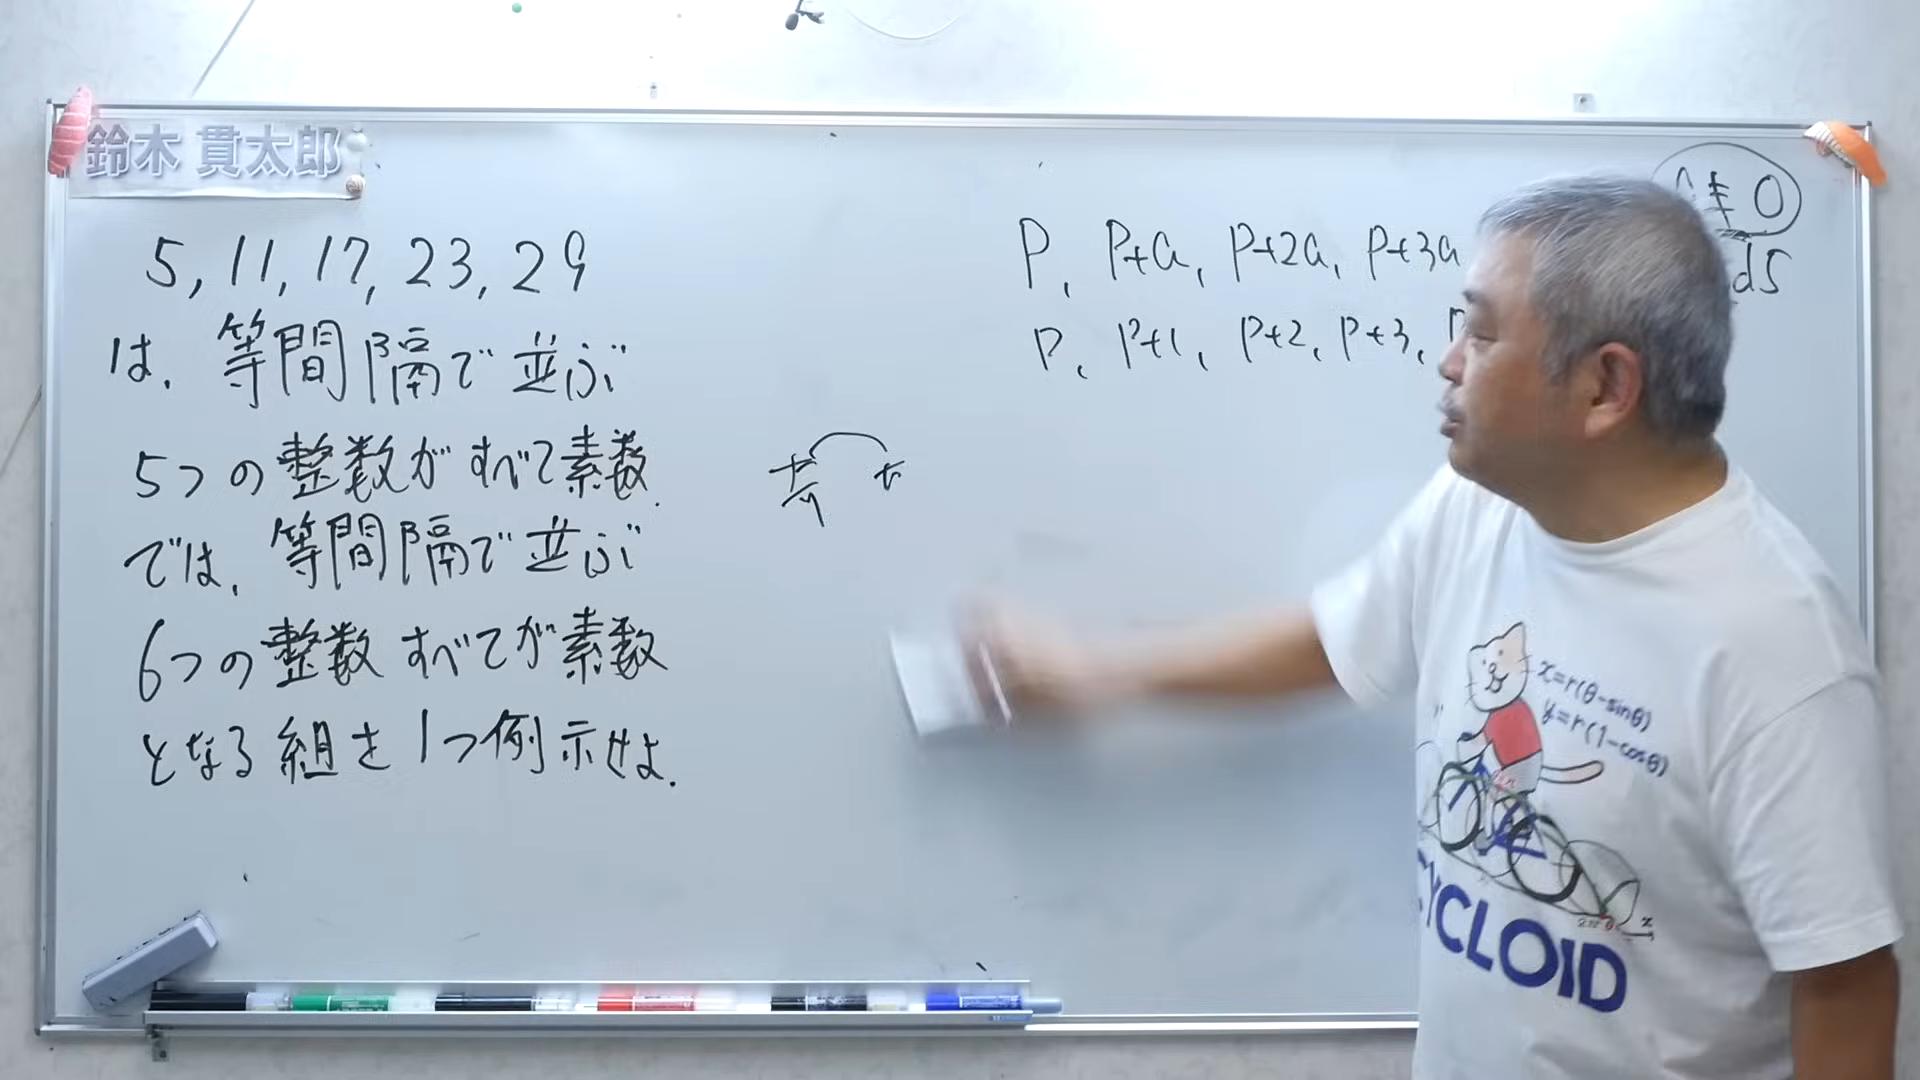 鈴木 貫太郎
5, 11, 17, 23, 29
は、等間隔で並ぶ
5つの整数がすべて素数.
では、等間隔で並ぶ
6つの整数すべてが素数
となる組を1つ例示せよ.
P, P+a, P+2a, P+3a
P, P+1, P+2, P+3,
≢ 0
d5
x=r(θ-sinθ)
y=r(1-cosθ)
CYCLOID